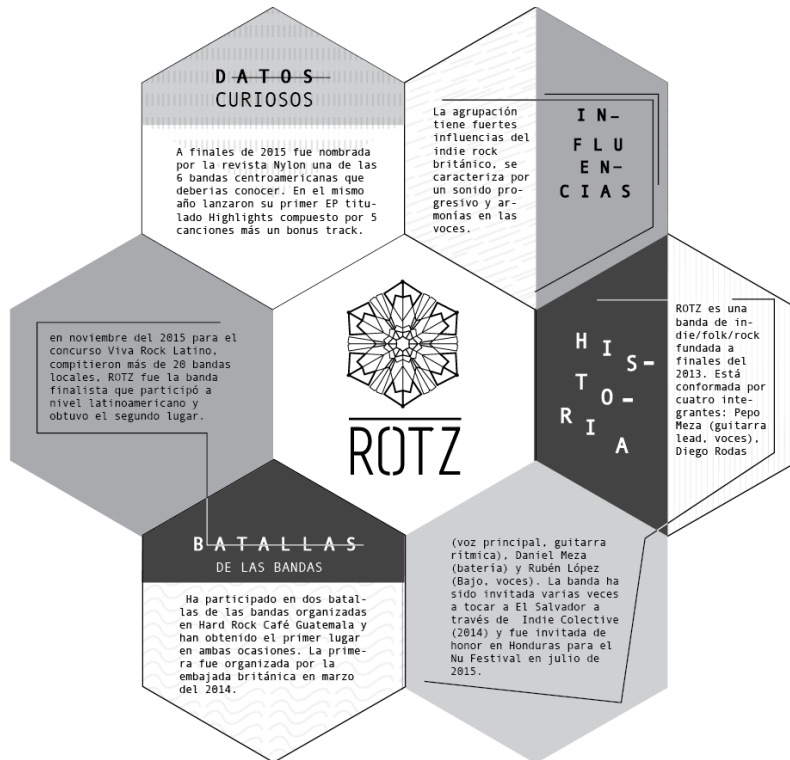 DATOS
CURIOSOS
A finales de 2015 fue nombrada
por la revista Nylon una de las
6 bandas centroamericanas que
deberias conocer. En el mismo
año lanzaron su primer EP titu-
lado Highlights compuesto por 5
canciones más un bonus track.
IN-
FLU
EN-
CIAS
La agrupación
tiene fuertes
influencias del
indie rock
británico, se
caracteriza por
un sonido pro-
gresivo y ar-
monías en las
voces.
ROTZ
HIS-
TO-
RIA
ROTZ es una
banda de in-
die/folk/rock
fundada a
finales del
2013. Está
conformada por
cuatro inte-
grantes: Pepo
Meza (guitarra
lead, voces),
Diego Rodas
(voz principal, guitarra
rítmica), Daniel Meza
(batería) y Rubén López
(Bajo, voces). La banda ha
sido invitada varias veces
a tocar a El Salvador a
través de Indie Colective
(2014) y fue invitada de
honor en Honduras para el
Nu Festival en julio de
2015.
BATALLAS
DE LAS BANDAS
Ha participado en dos batal-
las de las bandas organizadas
en Hard Rock Café Guatemala y
han obtenido el primer lugar
en ambas ocasiones. La prime-
ra fue organizada por la
embajada británica en marzo
del 2014.
en noviembre del 2015 para el
concurso Viva Rock Latino,
compitieron más de 20 bandas
locales, ROTZ fue la banda
finalista que participó a
nivel latinoamericano y
obtuvo el segundo lugar.